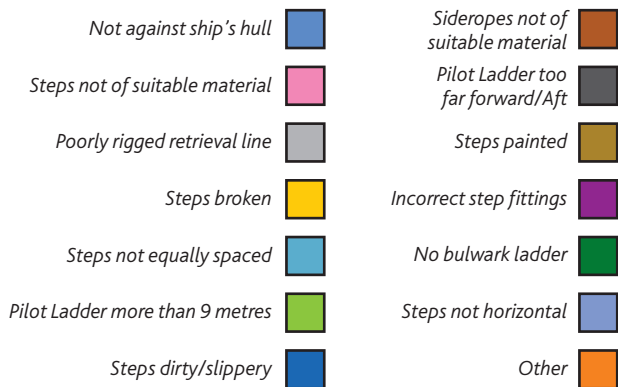 Not against ship's hull
Steps not of suitable material
Poorly rigged retrieval line
Steps broken
Steps not equally spaced
Pilot Ladder more than 9 metres
Steps dirty/slippery
Sideropes not of
suitable material
Pilot Ladder too
far forward/Aft
Steps painted
Incorrect step fittings
No bulwark ladder
Steps not horizontal
Other